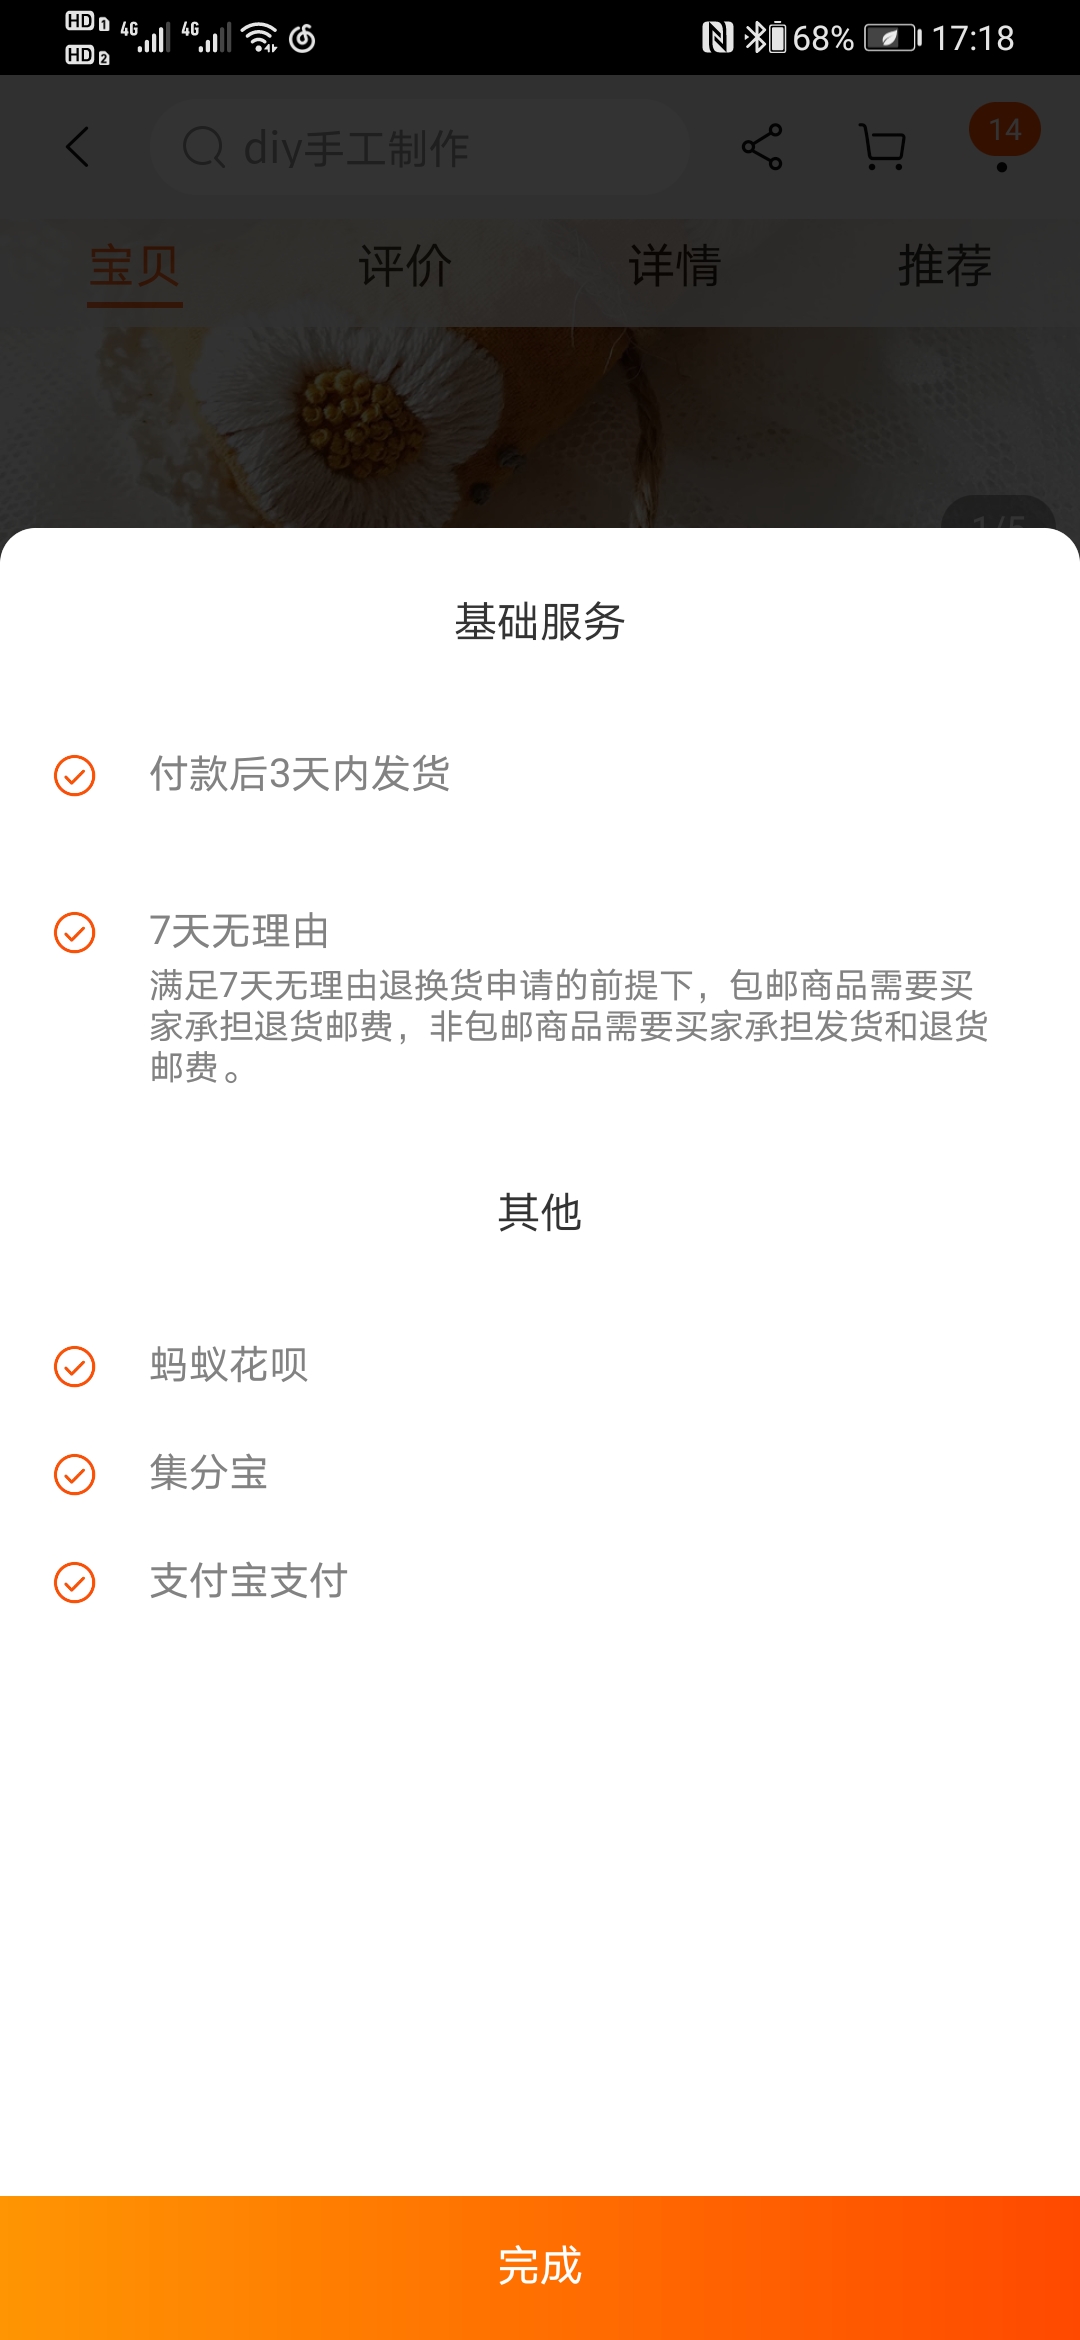 HD 1 4G 4G 68% 17:18
HD 2
diy手工制作 14
宝贝 评价 详情 推荐
1/5
基础服务
付款后3天内发货
7天无理由
满足7天无理由退换货申请的前提下，包邮商品需要买
家承担退货邮费，非包邮商品需要买家承担发货和退货
邮费。
其他
蚂蚁花呗
集分宝
支付宝支付
完成